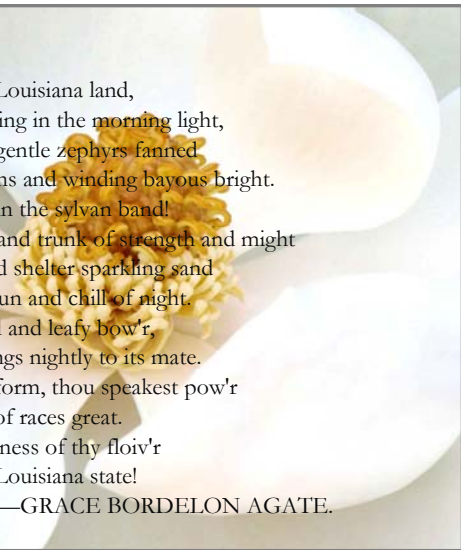 Louisiana land,
ing in the morning light,
gentle zephyrs fanned
ns and winding bayous bright.
n the sylvan band!
and trunk of strength and might
d shelter sparkling sand
un and chill of night.
l and leafy bow'r,
ngs nightly to its mate.
form, thou speakest pow'r
of races great.
ness of thy floiv'r
Louisiana state!
—GRACE BORDELON AGATE.